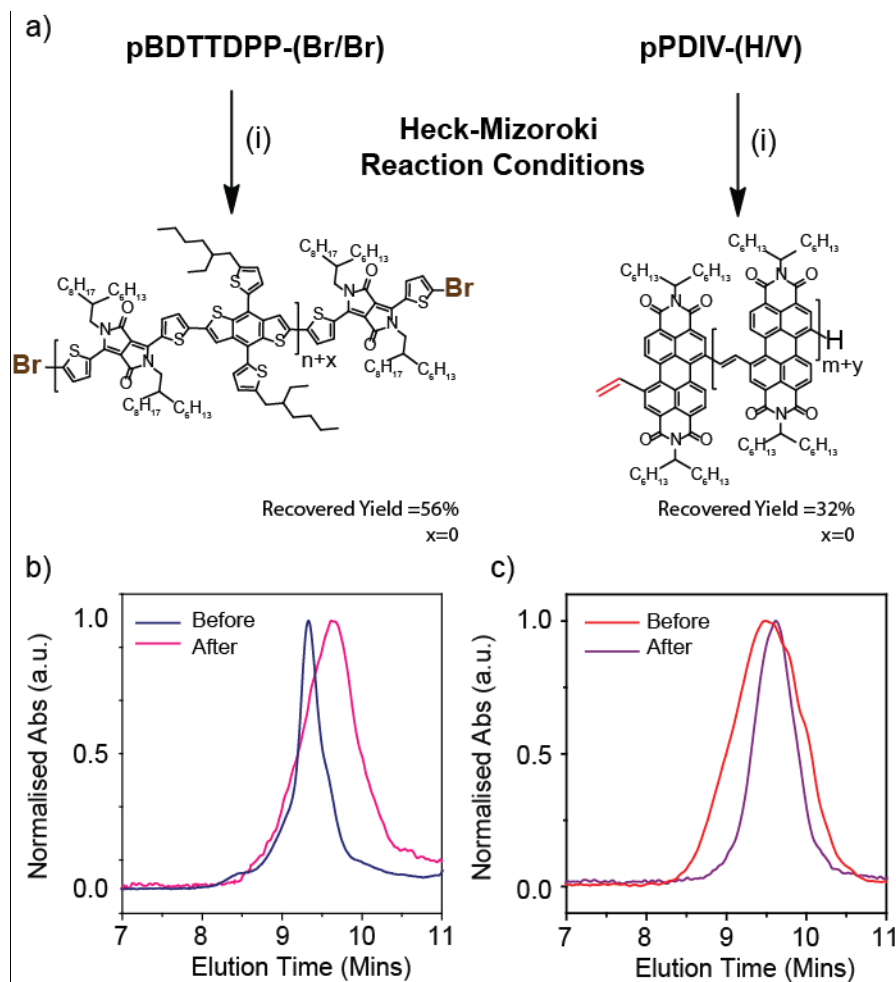 a)
pBDTTDPP-(Br/Br)
pPDIV-(H/V)
(i)
Heck-Mizoroki
Reaction Conditions
(i)
C₈H₁₇
C₆H₁₃
O
N
S
Br
S
S
S
S
N
O
C₈H₁₇
C₆H₁₃
S
n+x
C₈H₁₇
C₆H₁₃
O
N
S
Br
S
N
O
C₈H₁₇
C₆H₁₃
C₆H₁₃
C₆H₁₃
O
N
O
O
N
O
C₆H₁₃
C₆H₁₃
C₆H₁₃
C₆H₁₃
O
N
O
H
m+y
O
N
O
C₆H₁₃
C₆H₁₃
Recovered Yield =56%
x=0
Recovered Yield =32%
x=0
b)
Before
After
1.0
0.5
0.0
Normalised Abs (a.u.)
7 8 9 10 11
Elution Time (Mins)
c)
Before
After
1.0
0.5
0.0
Normalised Abs (a.u.)
7 8 9 10 11
Elution Time (Mins)